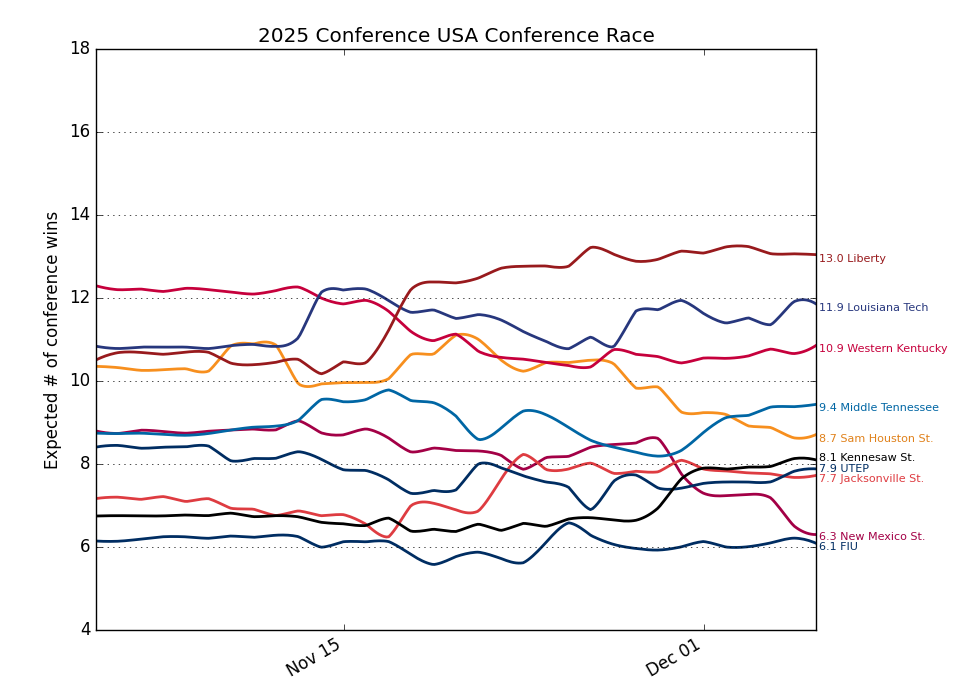 2025 Conference USA Conference Race
Expected # of conference wins
18
16
14
12
10
8
6
4
Nov 15
Dec 01
13.0 Liberty
11.9 Louisiana Tech
10.9 Western Kentucky
9.4 Middle Tennessee
8.7 Sam Houston St.
8.1 Kennesaw St.
7.9 UTEP
7.7 Jacksonville St.
6.3 New Mexico St.
6.1 FIU